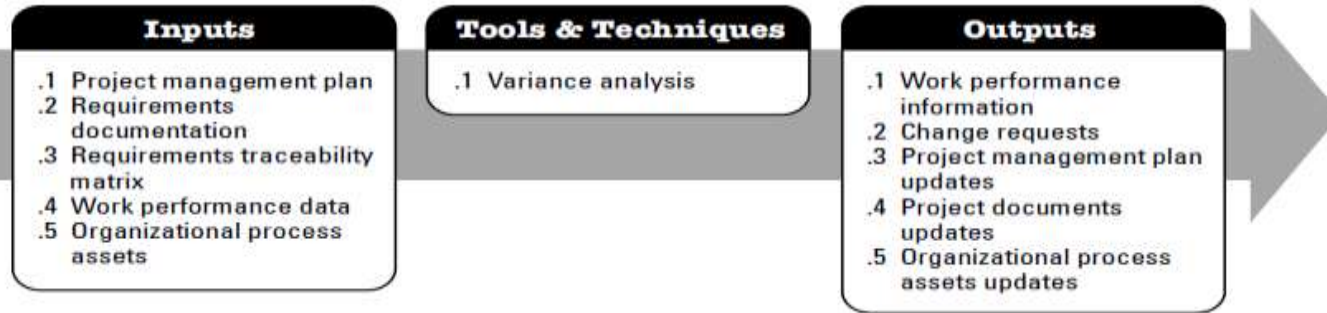 Inputs
.1 Project management plan
.2 Requirements
documentation
.3 Requirements traceability
matrix
.4 Work performance data
.5 Organizational process
assets
Tools & Techniques
.1 Variance analysis
Outputs
.1 Work performance
information
.2 Change requests
.3 Project management plan
updates
.4 Project documents
updates
.5 Organizational process
assets updates